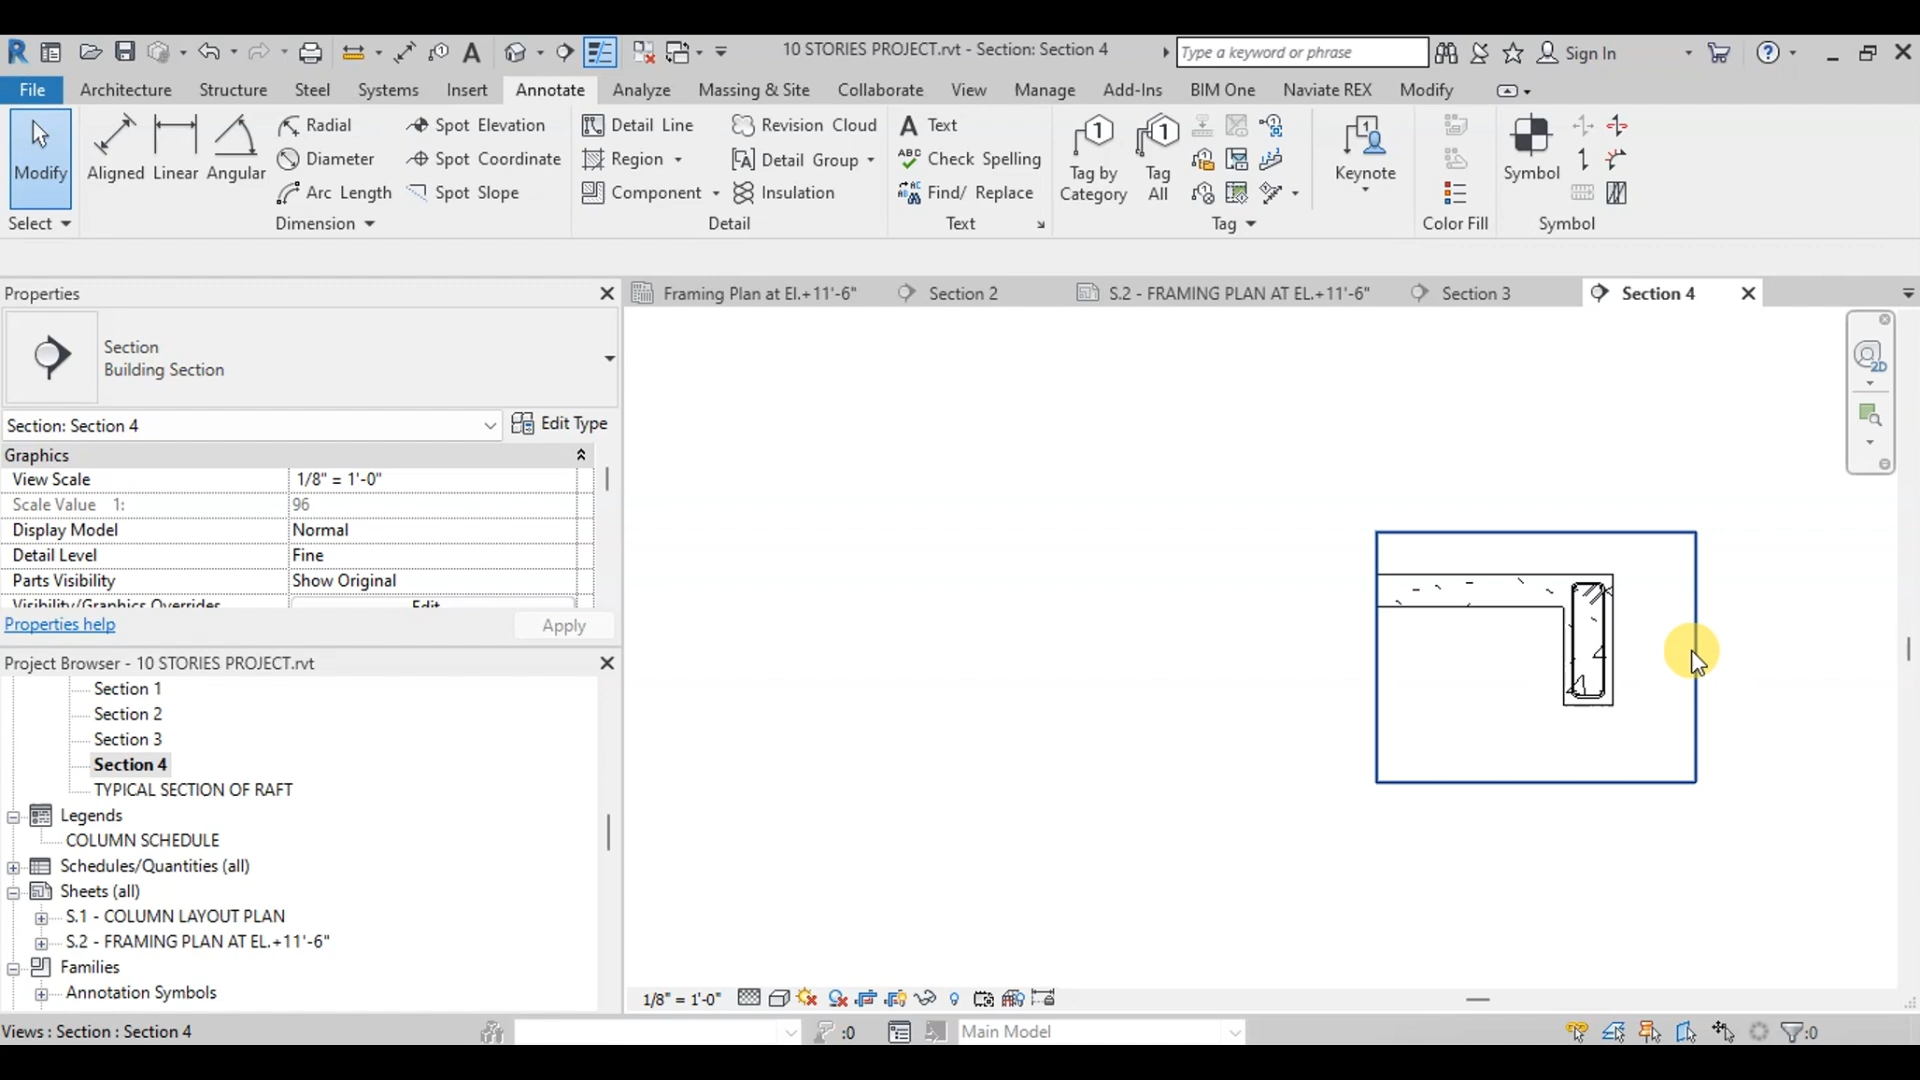 10 STORIES PROJECT.rvt - Section: Section 4
Type a keyword or phrase
Sign In
File Architecture Structure Steel Systems Insert Annotate Analyze Massing & Site Collaborate View Manage Add-Ins BIM One Naviate REX Modify
Modify
Aligned Linear Angular
Radial
Diameter
Arc Length
Spot Elevation
Spot Coordinate
Spot Slope
Detail Line
Region
Component
Revision Cloud
Detail Group
Insulation
Text
Check Spelling
Find/ Replace
Tag by Category
Tag All
Keynote
Symbol
Select Dimension Detail Text Tag Color Fill Symbol
Properties
Framing Plan at El.+11'-6" Section 2 S.2 - FRAMING PLAN AT EL.+11'-6" Section 3 Section 4
Section
Building Section
Section: Section 4 Edit Type
Graphics
View Scale 1/8" = 1'-0"
Scale Value 1: 96
Display Model Normal
Detail Level Fine
Parts Visibility Show Original
Visibility/Graphics Overrides Edit
Properties help Apply
Project Browser - 10 STORIES PROJECT.rvt
Section 1
Section 2
Section 3
Section 4
TYPICAL SECTION OF RAFT
Legends
COLUMN SCHEDULE
Schedules/Quantities (all)
Sheets (all)
S.1 - COLUMN LAYOUT PLAN
S.2 - FRAMING PLAN AT EL.+11'-6"
Families
Annotation Symbols
2D
1/8" = 1'-0"
Views : Section : Section 4 :0 Main Model :0